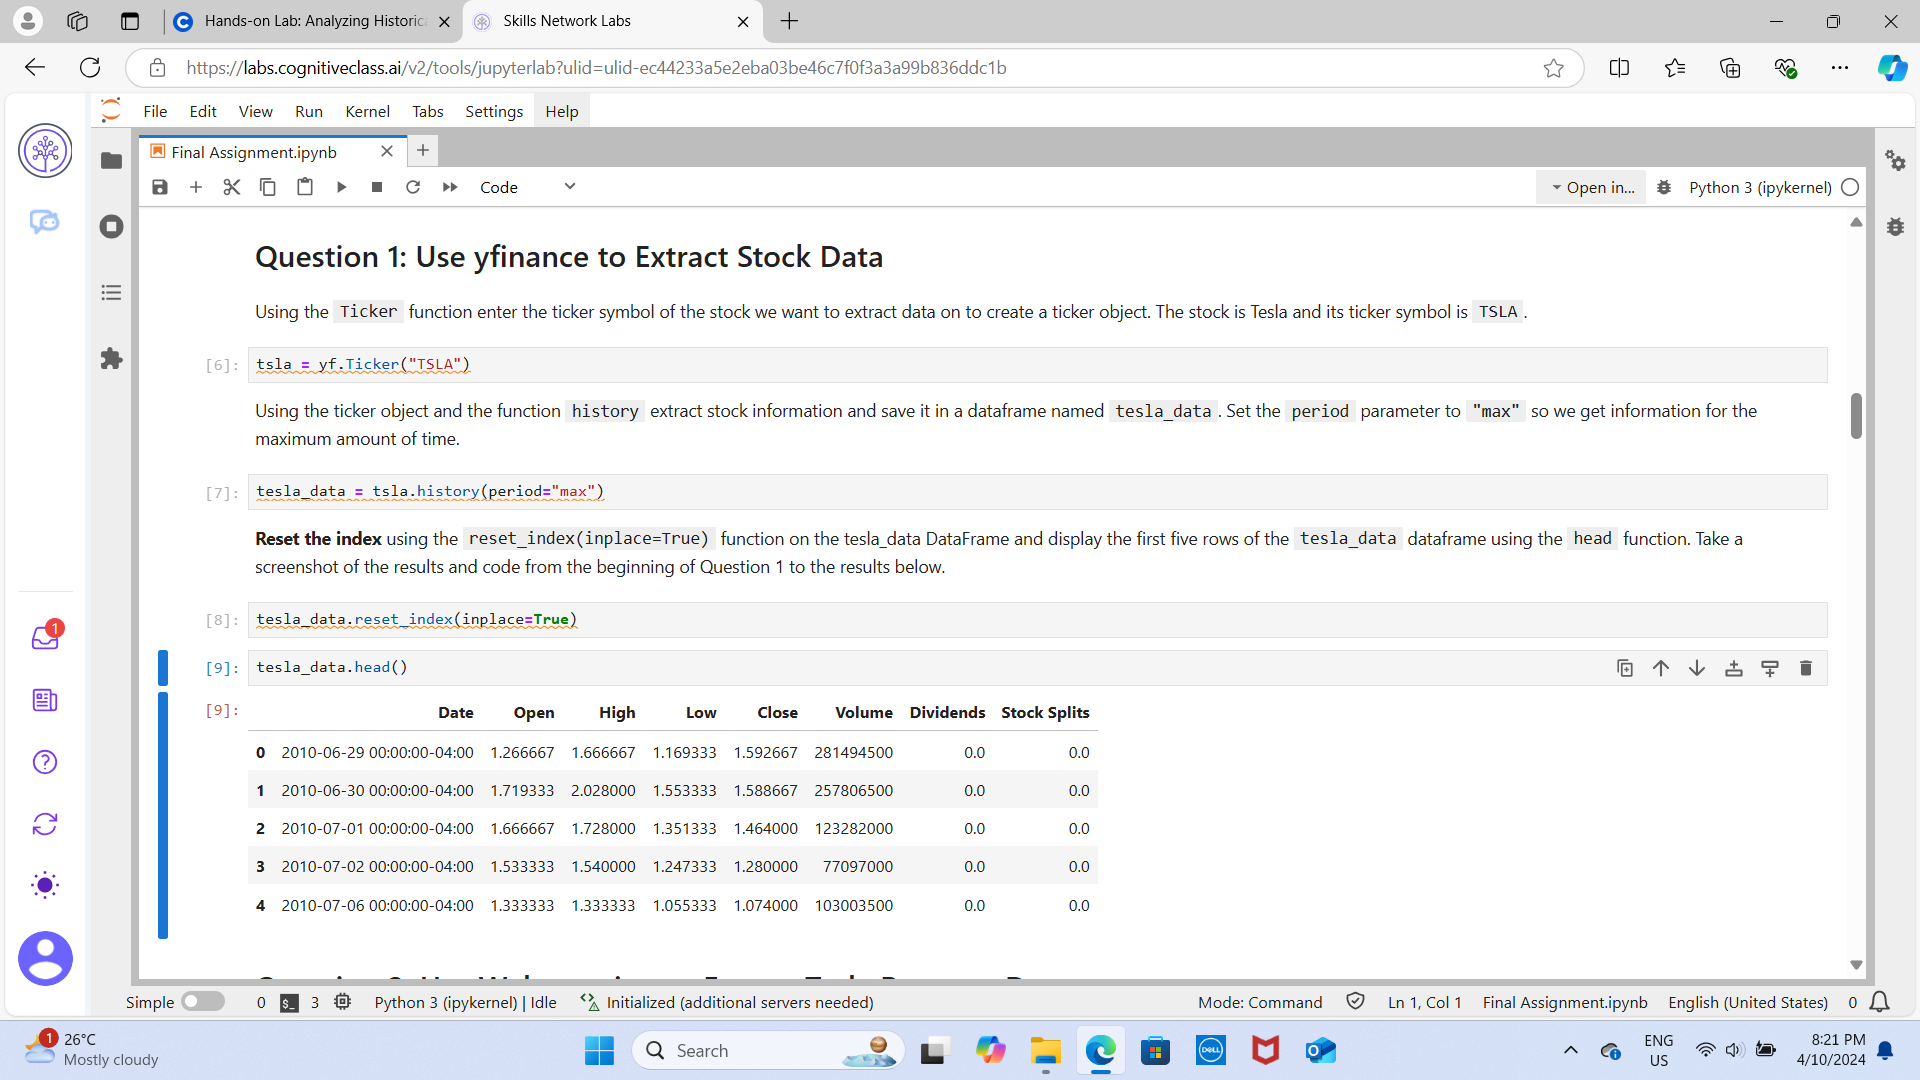 Hands-on Lab: Analyzing Historica
Skills Network Labs
https://labs.cognitiveclass.ai/v2/tools/jupyterlab?ulid=ulid-ec44233a5e2eba03be46c7f0f3a3a99b836ddc1b
File Edit View Run Kernel Tabs Settings Help
Final Assignment.ipynb
Code
Open in...
Python 3 (ipykernel)
Question 1: Use yfinance to Extract Stock Data
Using the Ticker function enter the ticker symbol of the stock we want to extract data on to create a ticker object. The stock is Tesla and its ticker symbol is TSLA .
[6]: tsla = yf.Ticker("TSLA")
Using the ticker object and the function history extract stock information and save it in a dataframe named tesla_data . Set the period parameter to "max" so we get information for the
maximum amount of time.
[7]: tesla_data = tsla.history(period="max")
Reset the index using the reset_index(inplace=True) function on the tesla_data DataFrame and display the first five rows of the tesla_data dataframe using the head function. Take a
screenshot of the results and code from the beginning of Question 1 to the results below.
[8]: tesla_data.reset_index(inplace=True)
[9]: tesla_data.head()
[9]: Date Open High Low Close Volume Dividends Stock Splits
0 2010-06-29 00:00:00-04:00 1.266667 1.666667 1.169333 1.592667 281494500 0.0 0.0
1 2010-06-30 00:00:00-04:00 1.719333 2.028000 1.553333 1.588667 257806500 0.0 0.0
2 2010-07-01 00:00:00-04:00 1.666667 1.728000 1.351333 1.464000 123282000 0.0 0.0
3 2010-07-02 00:00:00-04:00 1.533333 1.540000 1.247333 1.280000 77097000 0.0 0.0
4 2010-07-06 00:00:00-04:00 1.333333 1.333333 1.055333 1.074000 103003500 0.0 0.0
1
Simple 0 3 Python 3 (ipykernel) | Idle Initialized (additional servers needed) Mode: Command Ln 1, Col 1 Final Assignment.ipynb English (United States) 0
1
26°C
Mostly cloudy
Search
DELL
ENG
US
8:21 PM
4/10/2024